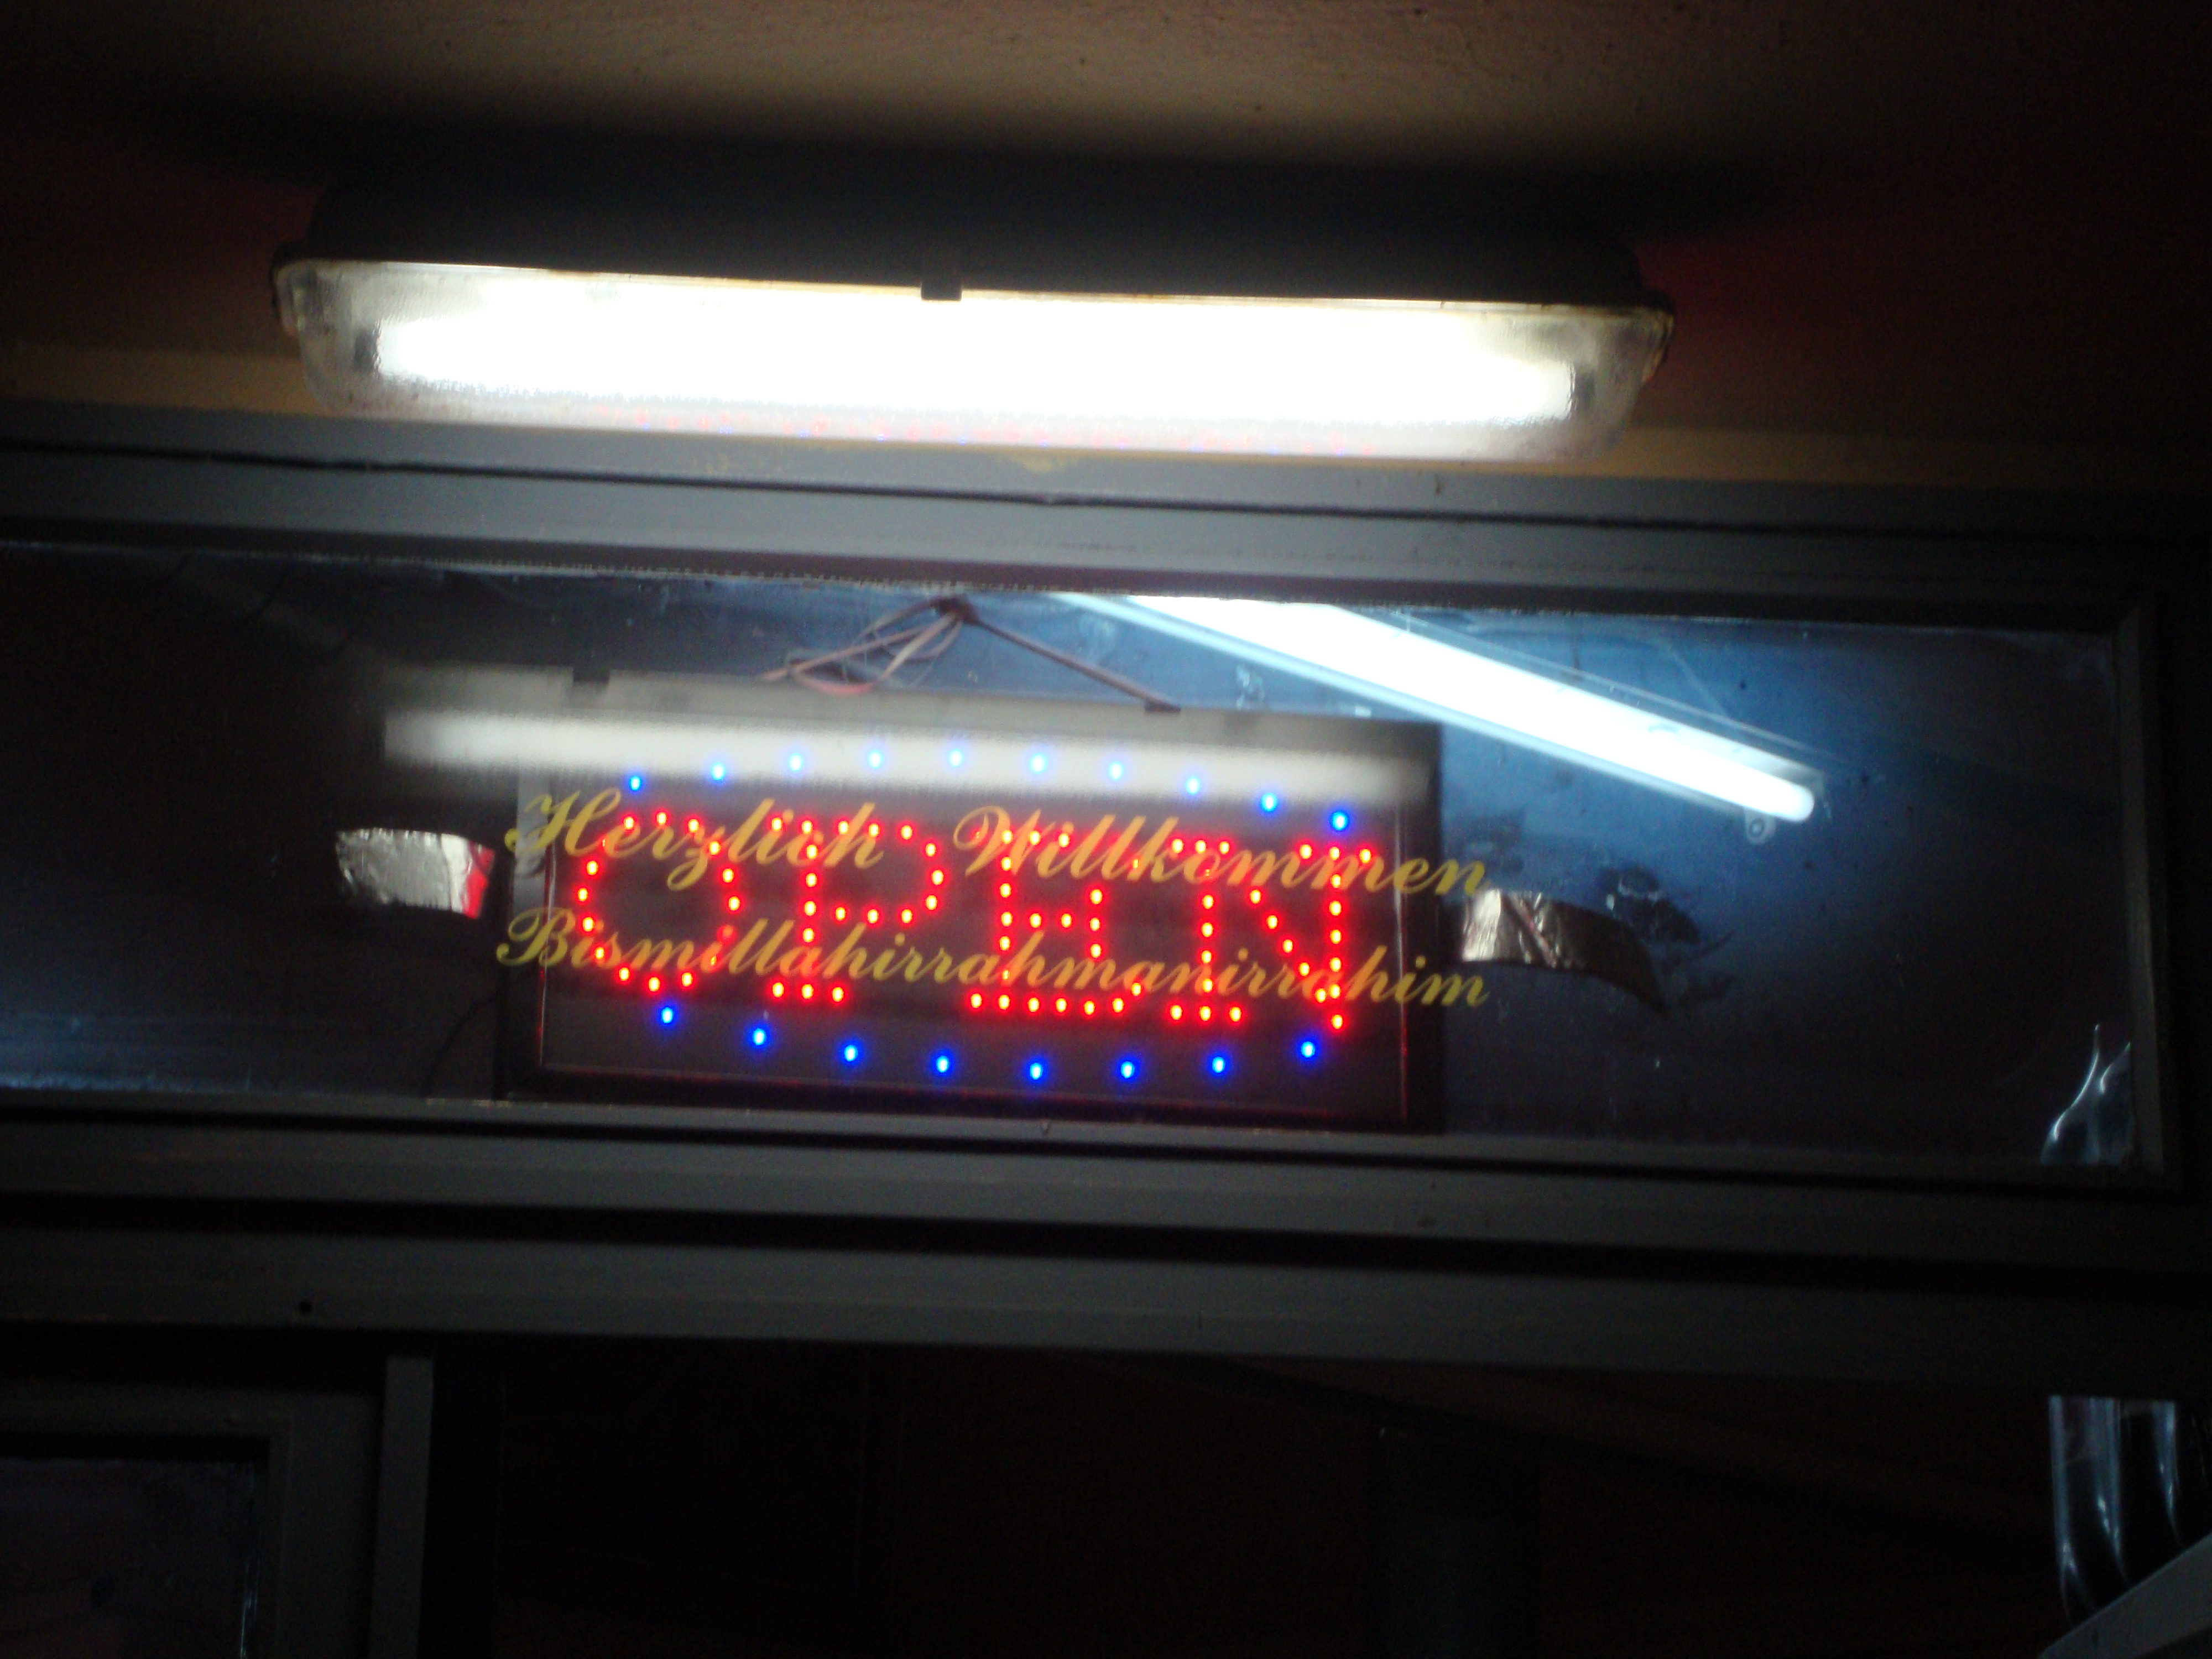 Herzlich Willkommen
OPEN
Bismillahirrahmanirrahim